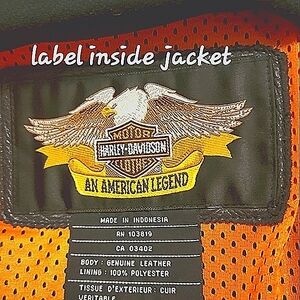 label inside jacket
MOTOR
HARLEY-DAVIDSON
CLOTHES
AN AMERICAN LEGEND
MADE IN INDONESIA
RN 103819
CA 03402
BODY: GENUINE LEATHER
LINING: 100% POLYESTER
TISSUE D'EXTERIEUR: CUIR
VERITABLE